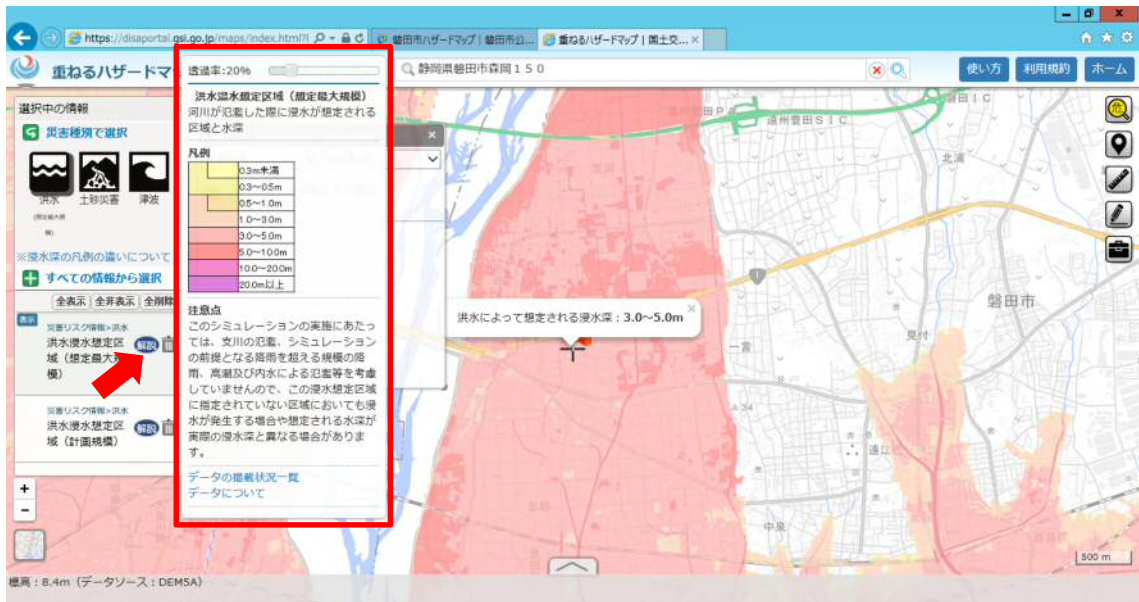 https://disaportal.gsi.go.jp/maps/index.html?l
磐田市ハザードマップ | 磐田市公...
重ねるハザードマップ | 国土交...
重ねるハザードマ
静岡県磐田市森岡150
使い方
利用規約
ホーム
選択中の情報
災害種別で選択
洪水
土砂災害
津波
(想定最大規
模)
※浸水深の凡例の違いについて
すべての情報から選択
全表示
全非表示
全削除
表示
災害リスク情報>洪水
洪水浸水想定区
域（想定最大規
模）
解説
災害リスク情報>洪水
洪水浸水想定区
域（計画規模）
解説
透過率:20%
洪水浸水想定区域（想定最大規模）
河川が氾濫した際に浸水が想定される
区域と水深
凡例
0.3m未満
0.3～0.5m
0.5～1.0m
1.0～3.0m
3.0～5.0m
5.0～10.0m
10.0～20.0m
20.0m以上
注意点
このシミュレーションの実施にあたっ
ては、支川の氾濫、シミュレーション
の前提となる降雨を超える規模の降
雨、高潮及び内水による氾濫等を考慮
していませんので、この浸水想定区域
に指定されていない区域においても浸
水が発生する場合や想定される水深が
実際の浸水深と異なる場合がありま
す。
データの掲載状況一覧
データについて
洪水によって想定される浸水深：3.0～5.0m
田PA
遠州豊田SIC
田IC
北浦
磐田市
見付
一言
中泉
+
-
500 m
標高：8.4m（データソース：DEM5A）